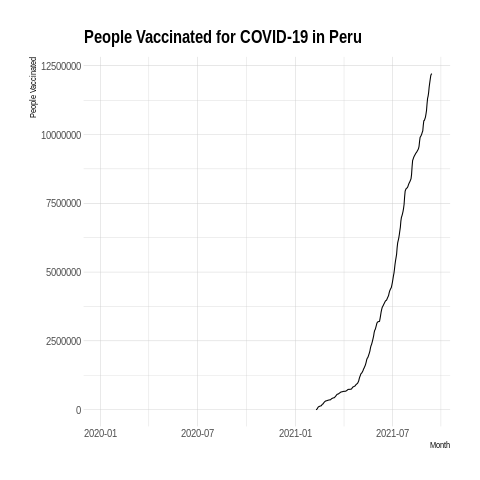 People Vaccinated for COVID-19 in Peru
People Vaccinated
12500000
10000000
7500000
5000000
2500000
0
2020-01 2020-07 2021-01 2021-07
Month